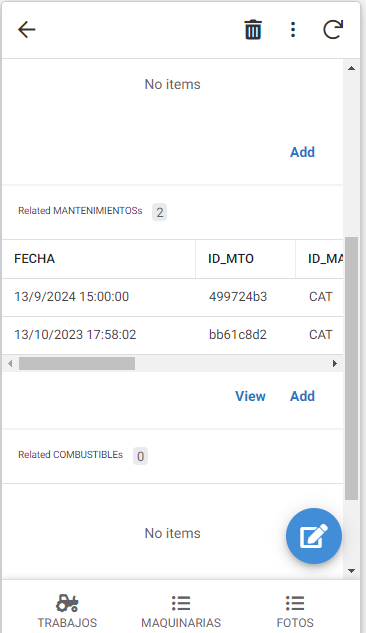 No items
Add
Related MANTENIMIENTOSs 2
FECHA ID_MTO ID_MA
13/9/2024 15:00:00 499724b3 CAT
13/10/2023 17:58:02 bb61c8d2 CAT
View Add
Related COMBUSTIBLEs 0
No items
TRABAJOS MAQUINARIAS FOTOS